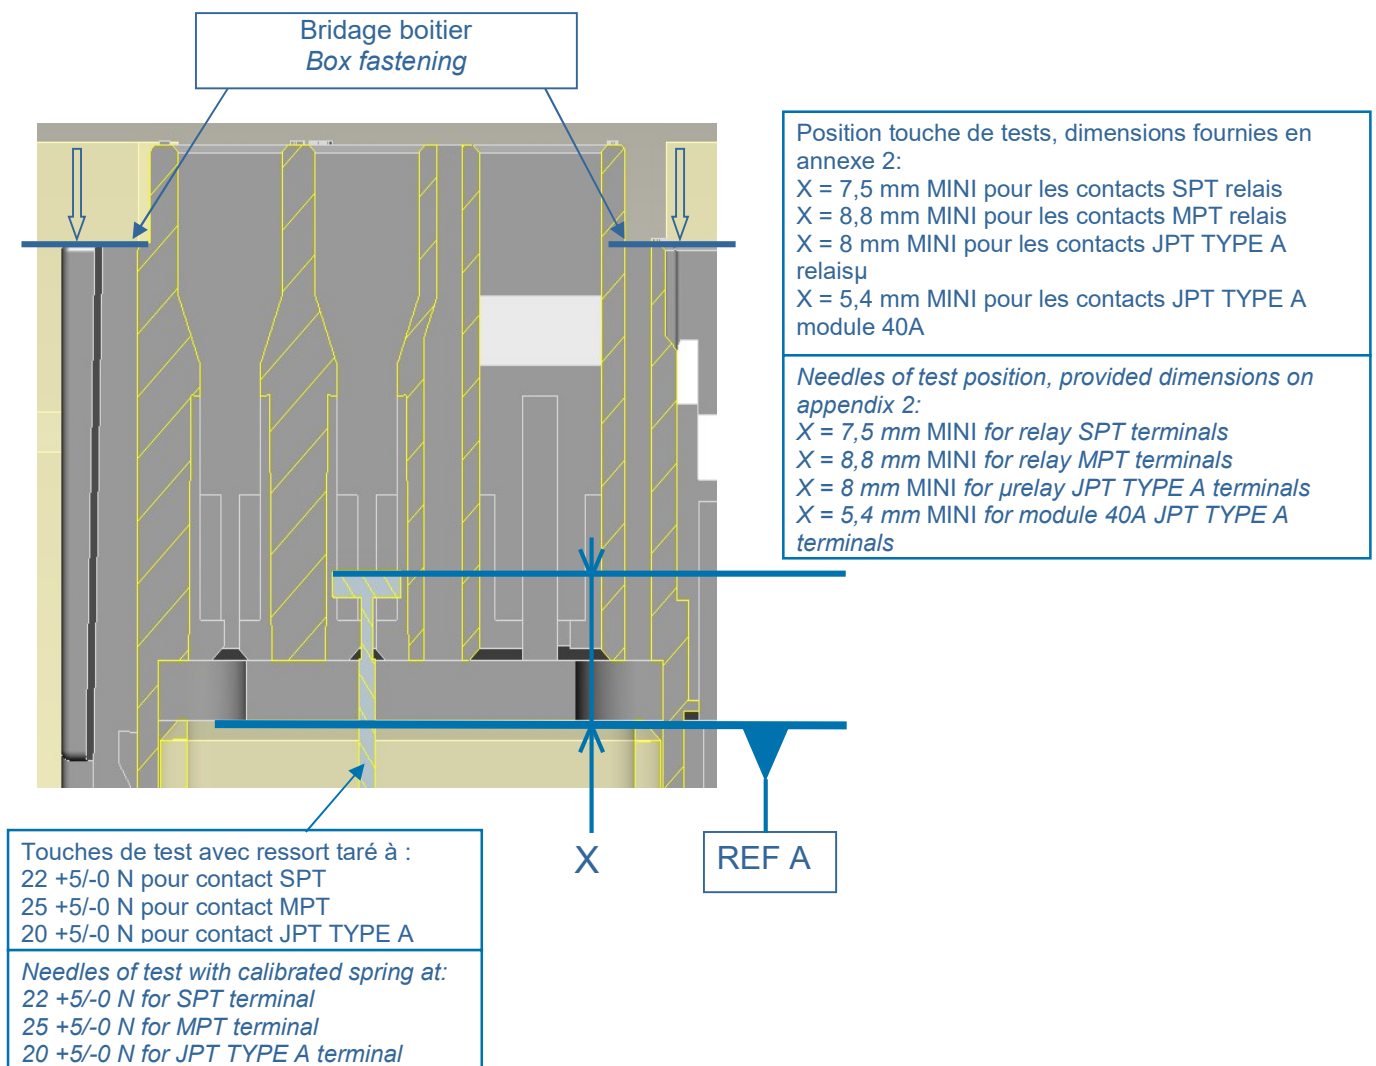 Bridage boitier
Box fastening
Position touche de tests, dimensions fournies en
annexe 2:
X = 7,5 mm MINI pour les contacts SPT relais
X = 8,8 mm MINI pour les contacts MPT relais
X = 8 mm MINI pour les contacts JPT TYPE A
relaisµ
X = 5,4 mm MINI pour les contacts JPT TYPE A
module 40A
Needles of test position, provided dimensions on
appendix 2:
X = 7,5 mm MINI for relay SPT terminals
X = 8,8 mm MINI for relay MPT terminals
X = 8 mm MINI for µrelay JPT TYPE A terminals
X = 5,4 mm MINI for module 40A JPT TYPE A
terminals
X
REF A
Touches de test avec ressort taré à :
22 +5/-0 N pour contact SPT
25 +5/-0 N pour contact MPT
20 +5/-0 N pour contact JPT TYPE A
Needles of test with calibrated spring at:
22 +5/-0 N for SPT terminal
25 +5/-0 N for MPT terminal
20 +5/-0 N for JPT TYPE A terminal